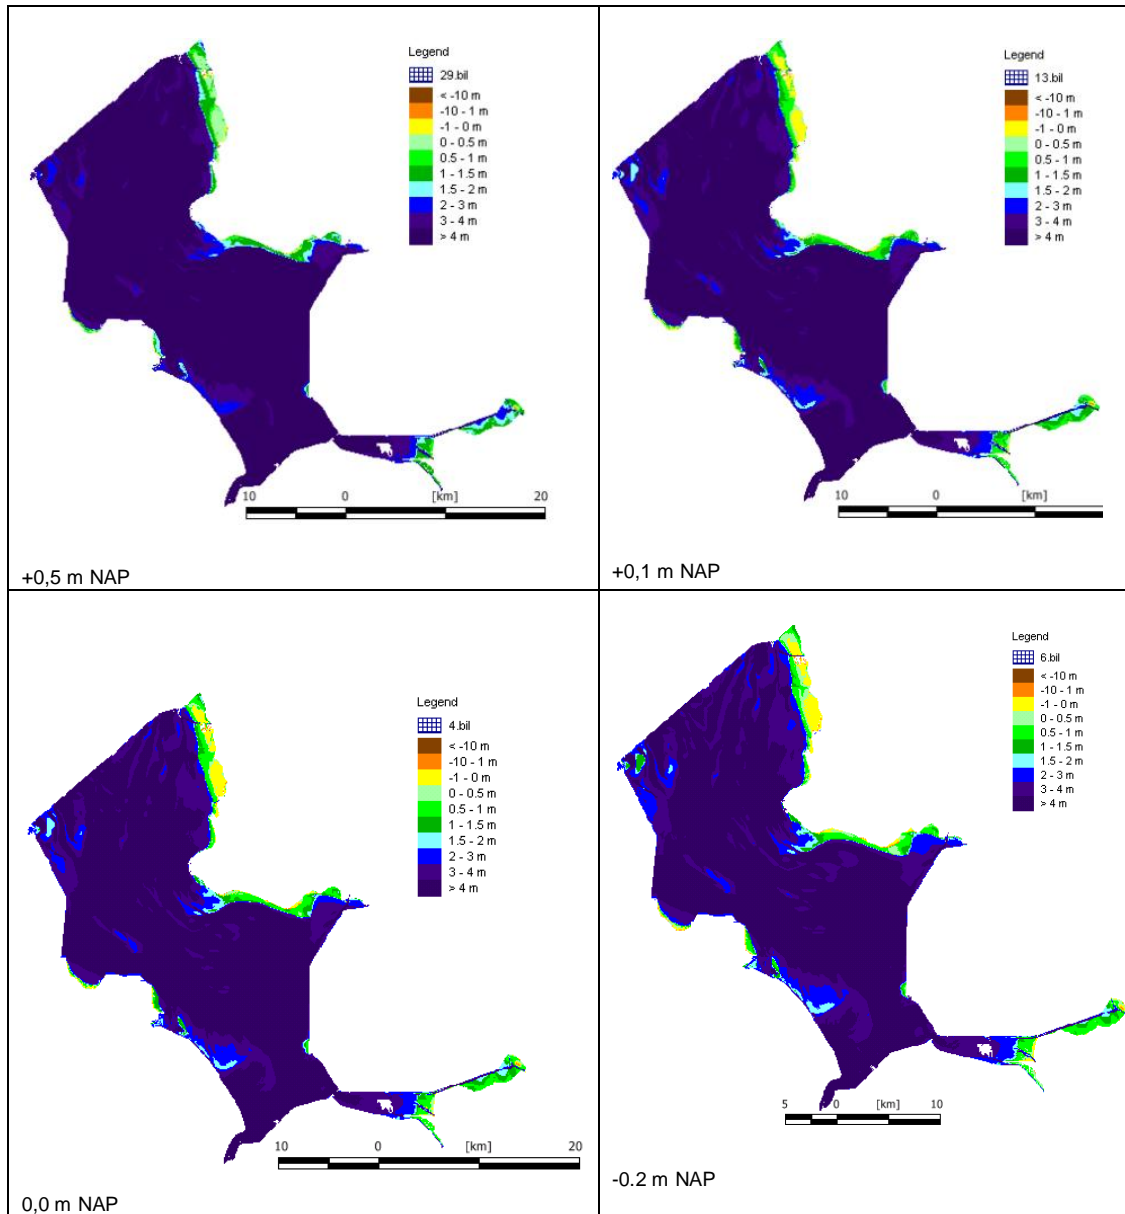 Legend
29.bil
< -10 m
-10 - 1 m
-1 - 0 m
0 - 0.5 m
0.5 - 1 m
1 - 1.5 m
1.5 - 2 m
2 - 3 m
3 - 4 m
> 4 m
10 0 [km] 20
+0,5 m NAP
Legend
13.bil
< -10 m
-10 - 1 m
-1 - 0 m
0 - 0.5 m
0.5 - 1 m
1 - 1.5 m
1.5 - 2 m
2 - 3 m
3 - 4 m
> 4 m
10 0 [km]
+0,1 m NAP
Legend
4.bil
< -10 m
-10 - 1 m
-1 - 0 m
0 - 0.5 m
0.5 - 1 m
1 - 1.5 m
1.5 - 2 m
2 - 3 m
3 - 4 m
> 4 m
10 0 [km] 20
0,0 m NAP
Legend
6.bil
< -10 m
-10 - 1 m
-1 - 0 m
0 - 0.5 m
0.5 - 1 m
1 - 1.5 m
1.5 - 2 m
2 - 3 m
3 - 4 m
> 4 m
5 0 [km] 10
-0.2 m NAP